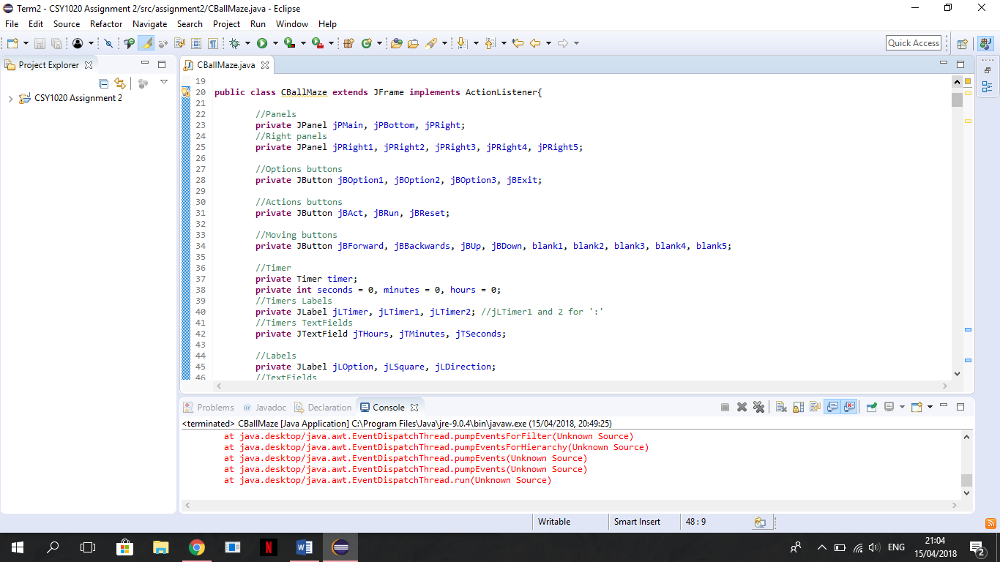 Term2 - CSY1020 Assignment 2/src/assignment2/CBallMaze.java - Eclipse
File Edit Source Refactor Navigate Search Project Run Window Help
Quick Access
Project Explorer
CSY1020 Assignment 2
CBallMaze.java
19
20 public class CBallMaze extends JFrame implements ActionListener{
21
22 //Panels
23 private JPanel jPMain, jPBottom, jPRight;
24 //Right panels
25 private JPanel jPRight1, jPRight2, jPRight3, jPRight4, jPRight5;
26
27 //Options buttons
28 private JButton jBOption1, jBOption2, jBOption3, jBExit;
29
30 //Actions buttons
31 private JButton jBAct, jBRun, jBReset;
32
33 //Moving buttons
34 private JButton jBForward, jBBackwards, jBUp, jBDown, blank1, blank2, blank3, blank4, blank5;
35
36 //Timer
37 private Timer timer;
38 private int seconds = 0, minutes = 0, hours = 0;
39 //Timers Labels
40 private JLabel jLTimer, jLTimer1, jLTimer2; //jLTimer1 and 2 for ':'
41 //Timers TextFields
42 private JTextField jTHours, jTMinutes, jTSeconds;
43
44 //Labels
45 private JLabel jLOption, jLSquare, jLDirection;
46 //TextFields
Problems @ Javadoc Declaration Console
<terminated> CBallMaze [Java Application] C:\Program Files\Java\jre-9.0.4\bin\javaw.exe (15/04/2018, 20:49:25)
at java.desktop/java.awt.EventDispatchThread.pumpEventsForFilter(Unknown Source)
at java.desktop/java.awt.EventDispatchThread.pumpEventsForHierarchy(Unknown Source)
at java.desktop/java.awt.EventDispatchThread.pumpEvents(Unknown Source)
at java.desktop/java.awt.EventDispatchThread.pumpEvents(Unknown Source)
at java.desktop/java.awt.EventDispatchThread.run(Unknown Source)
Writable Smart Insert 48 : 9
ENG
21:04
15/04/2018
2